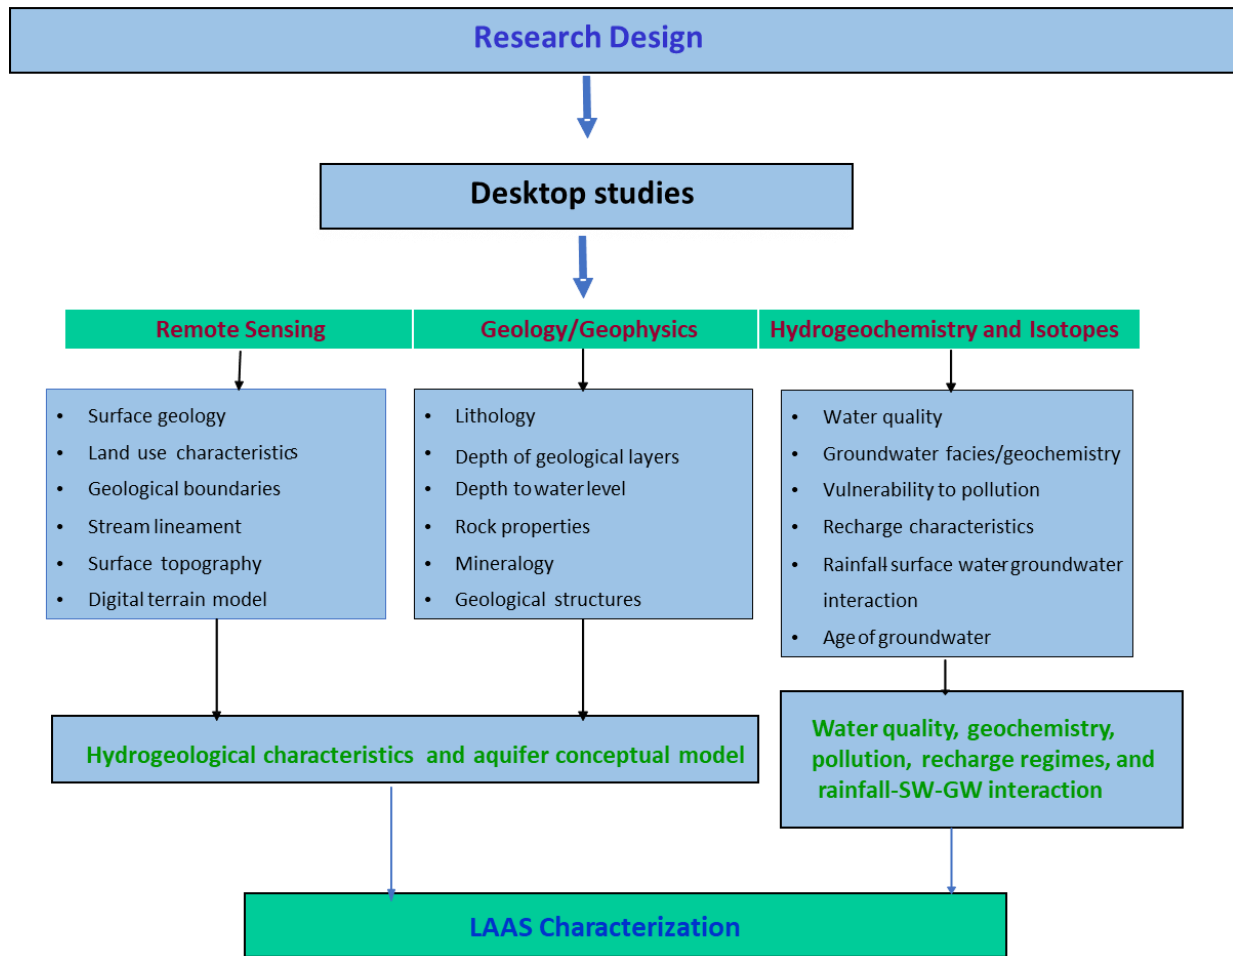 Research Design
Desktop studies
Remote Sensing
Geology/Geophysics
Hydrogeochemistry and Isotopes
• Surface geology
• Land use characteristics
• Geological boundaries
• Stream lineament
• Surface topography
• Digital terrain model
• Lithology
• Depth of geological layers
• Depth to water level
• Rock properties
• Mineralogy
• Geological structures
• Water quality
• Groundwater facies/geochemistry
• Vulnerability to pollution
• Recharge characteristics
• Rainfall-surface water-groundwater
interaction
• Age of groundwater
Hydrogeological characteristics and aquifer conceptual model
Water quality, geochemistry,
pollution, recharge regimes, and
rainfall-SW-GW interaction
LAAS Characterization